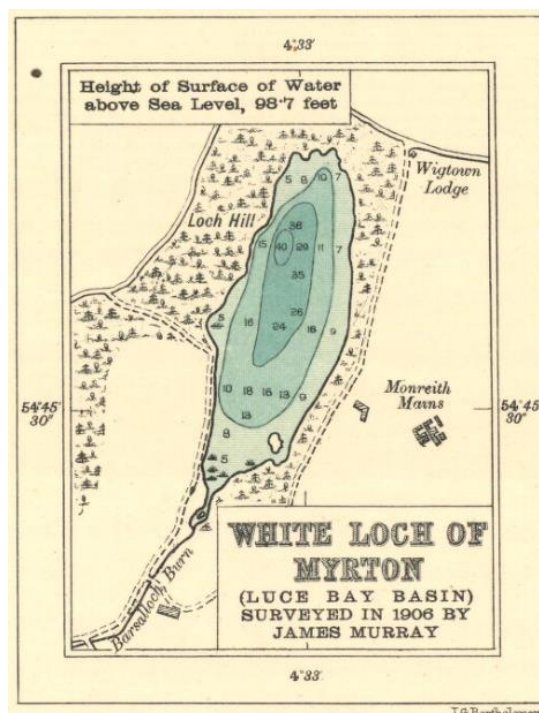 4°33'
Height of Surface of Water
above Sea Level, 98·7 feet
Wigtown
Lodge
5 8 10 7
Loch Hill
36
15 40 29 11 7
35
5
26
16 24 16 9
10 18 15 13 9
13
Monreith
Mains
54°45'
30"
54°45'
30"
8
5
Barsalloch Burn
WHITE LOCH OF
MYRTON
(LUCE BAY BASIN)
SURVEYED IN 1906 BY
JAMES MURRAY
4°33'